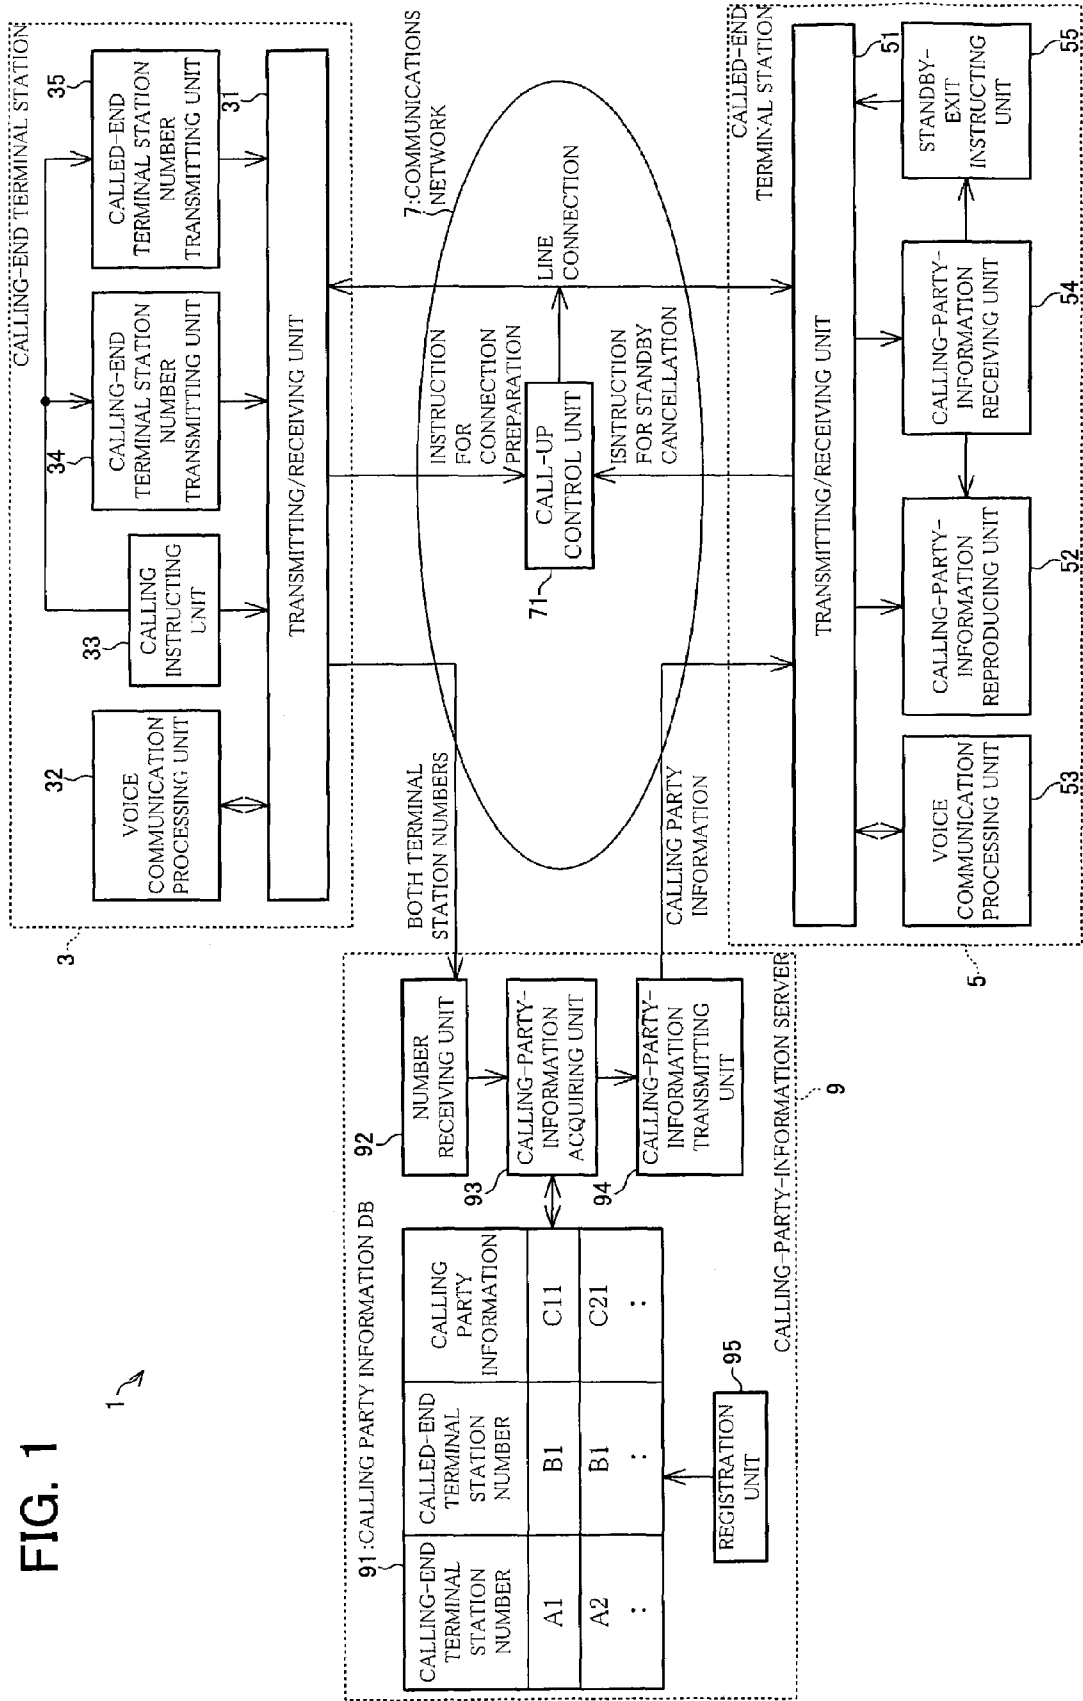 FIG. 1
1
CALLING-END TERMINAL STATION
3
32
VOICE
COMMUNICATION
PROCESSING UNIT
33
CALLING
INSTRUCTING
UNIT
34
CALLING-END
TERMINAL STATION
NUMBER
TRANSMITTING UNIT
35
CALLED-END
TERMINAL STATION
NUMBER
TRANSMITTING UNIT
31
TRANSMITTING/RECEIVING UNIT
7:COMMUNICATIONS
NETWORK
BOTH TERMINAL
STATION NUMBERS
INSTRUCTION
FOR
CONNECTION
PREPARATION
71
CALL-UP
CONTROL UNIT
LINE
CONNECTION
ISNTRUCTION
FOR STANDBY
CANCELLATION
CALLING PARTY
INFORMATION
91:CALLING PARTY INFORMATION DB
CALLING-END
TERMINAL
STATION
NUMBER
CALLED-END
TERMINAL
STATION
NUMBER
CALLING
PARTY
INFORMATION
A1 B1 C11
A2 B1 C21
: : :
95
REGISTRATION
UNIT
92
NUMBER
RECEIVING UNIT
93
CALLING-PARTY-
INFORMATION
ACQUIRING UNIT
94
CALLING-PARTY-
INFORMATION
TRANSMITTING
UNIT
9
CALLING-PARTY-INFORMATION SERVER
CALLED-END
TERMINAL STATION
5
51
TRANSMITTING/RECEIVING UNIT
VOICE
COMMUNICATION
PROCESSING UNIT
53
CALLING-PARTY-
INFORMATION
REPRODUCING UNIT
52
CALLING-PARTY-
INFORMATION
RECEIVING UNIT
54
STANDBY-
EXIT
INSTRUCTING
UNIT
55